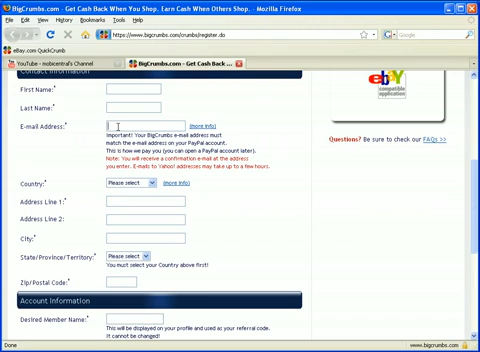 BigCrumbs.com - Get Cash Back When You Shop, Earn Cash When Others Shop. - Mozilla Firefox
File Edit View History Bookmarks Tools Help
https://www.bigcrumbs.com/crumbs/register.do
Google
eBay.com QuickCrumb
YouTube - mobicentral's Channel
BigCrumbs.com - Get Cash Back W...
Contact Information
First Name:*
Last Name:*
E-mail Address:* (more info)
Important! Your BigCrumbs e-mail address must
match the e-mail address on your PayPal account.
This is how we pay you (you can open a PayPal account later).
Note: You will receive a confirmation e-mail at the address
you enter. E-mails to Yahoo! addresses may take up to a few hours.
Country:* Please select (more info)
Address Line 1:*
Address Line 2:
City:*
State/Province/Territory:* Please select
You must select your Country above first!
Zip/Postal Code:*
Account Information
Desired Member Name:*
This will be displayed on your profile and used as your referral code.
It cannot be changed!
ebay
compatible
application
Questions? Be sure to check our FAQs >>
Done
www.bigcrumbs.com